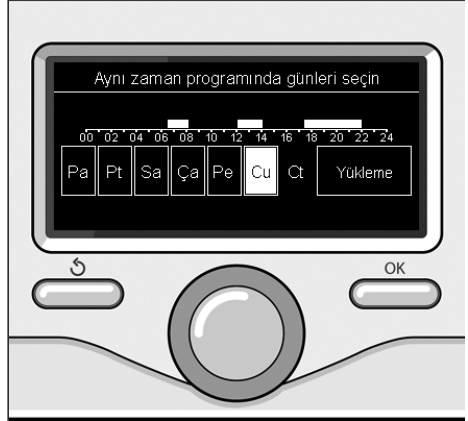 Aynı zaman programında günleri seçin
00 02 04 06 08 10 12 14 16 18 20 22 24
Pa Pt Sa Ça Pe Cu Ct Yükleme
OK